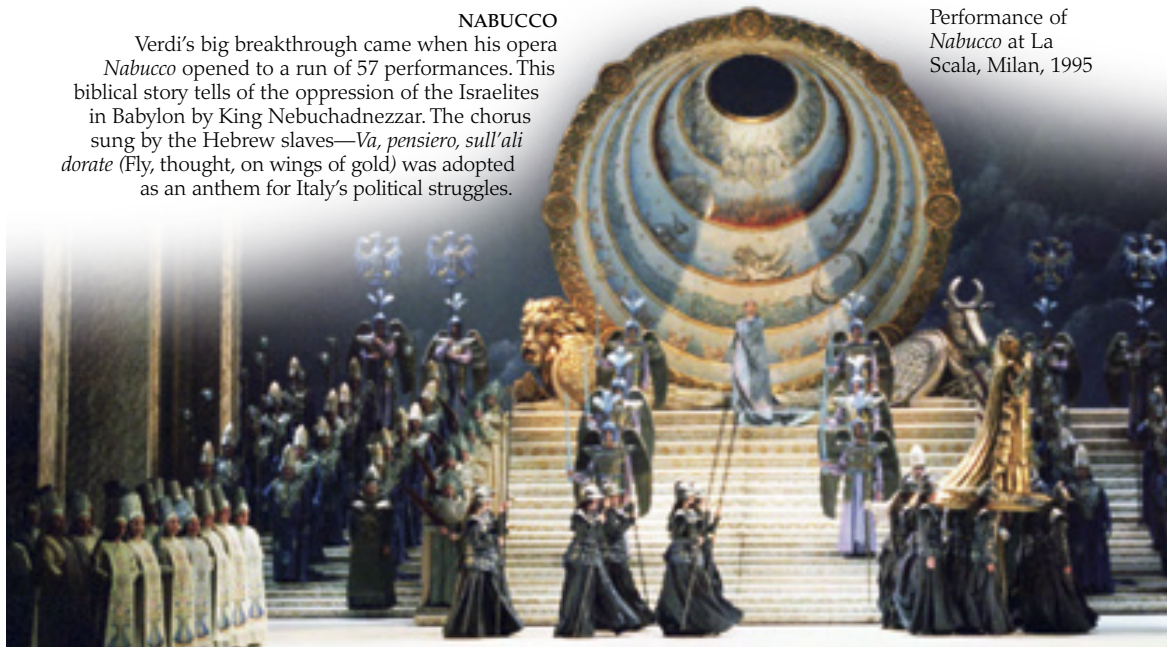 NABUCCO
Verdi’s big breakthrough came when his opera
Nabucco opened to a run of 57 performances. This
biblical story tells of the oppression of the Israelites
in Babylon by King Nebuchadnezzar. The chorus
sung by the Hebrew slaves—Va, pensiero, sull’ali
dorate (Fly, thought, on wings of gold) was adopted
as an anthem for Italy’s political struggles.
Performance of
Nabucco at La
Scala, Milan, 1995